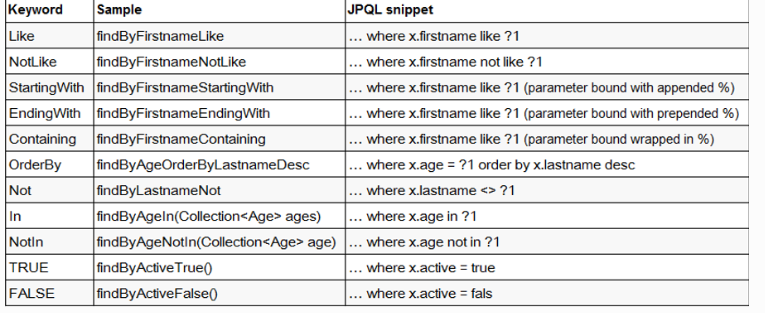 Keyword Sample JPQL snippet
Like findByFirstnameLike … where x.firstname like ?1
NotLike findByFirstnameNotLike … where x.firstname not like ?1
StartingWith findByFirstnameStartingWith … where x.firstname like ?1 (parameter bound with appended %)
EndingWith findByFirstnameEndingWith … where x.firstname like ?1 (parameter bound with prepended %)
Containing findByFirstnameContaining … where x.firstname like ?1 (parameter bound wrapped in %)
OrderBy findByAgeOrderByLastnameDesc … where x.age = ?1 order by x.lastname desc
Not findByLastnameNot … where x.lastname <> ?1
In findByAgeIn(Collection<Age> ages) … where x.age in ?1
NotIn findByAgeNotIn(Collection<Age> age) … where x.age not in ?1
TRUE findByActiveTrue() … where x.active = true
FALSE findByActiveFalse() … where x.active = fals